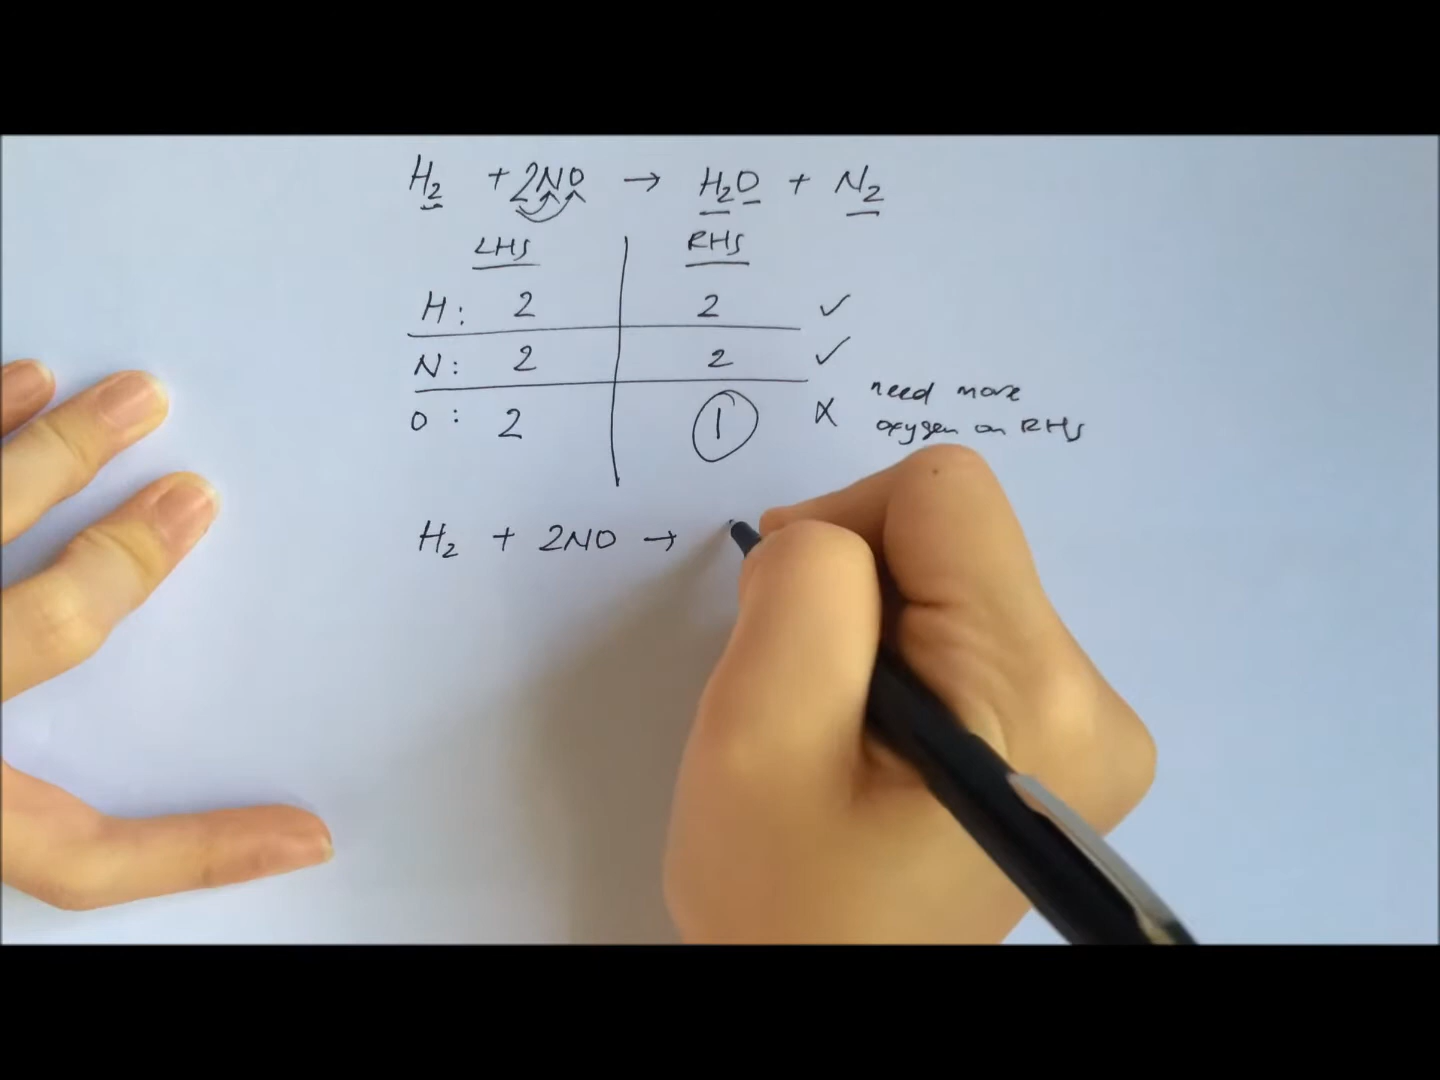 H₂ + 2NO → H₂O + N₂
LHS RHS
H: 2 2 ✓
N: 2 2 ✓
O: 2 1 X need more
oxygen on RHS
H₂ + 2NO →